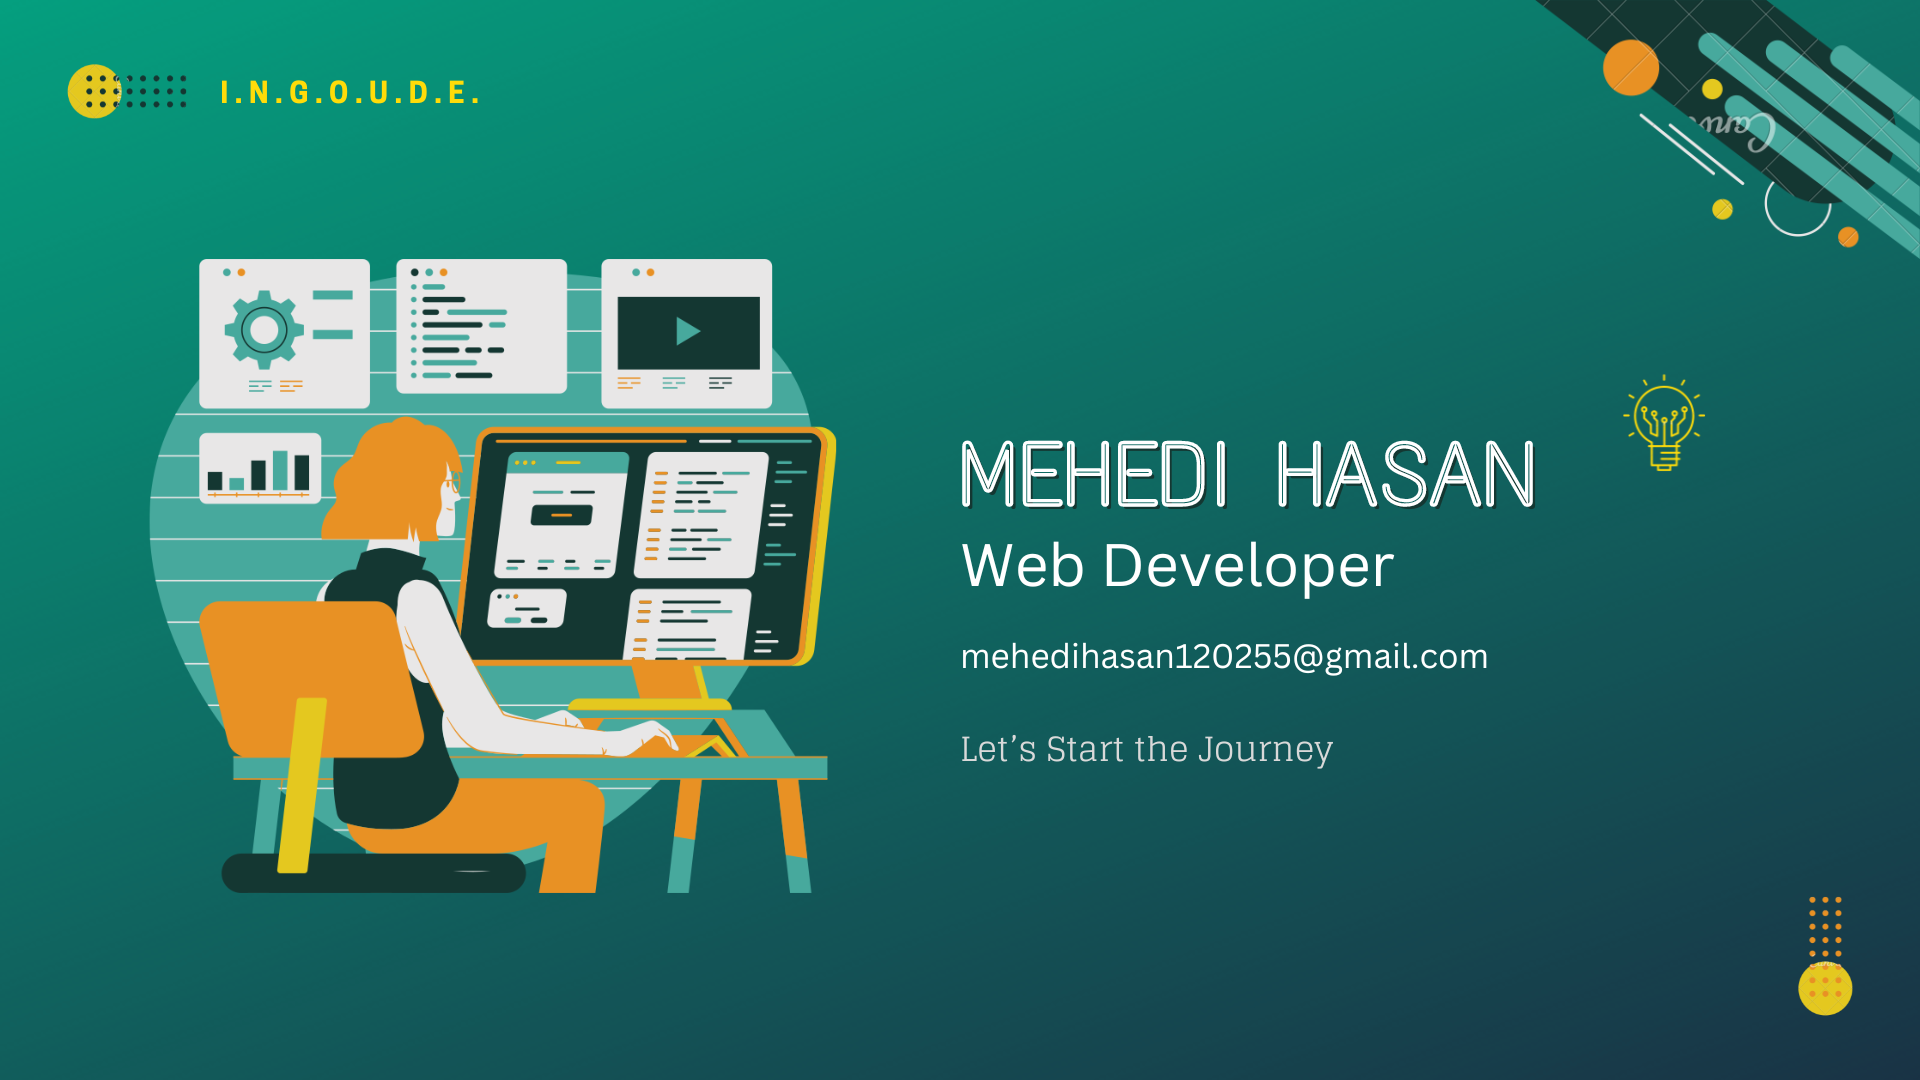 I.N.G.O.U.D.E.
MEHEDI HASAN
Web Developer
mehedihasan120255@gmail.com
Let’s Start the Journey